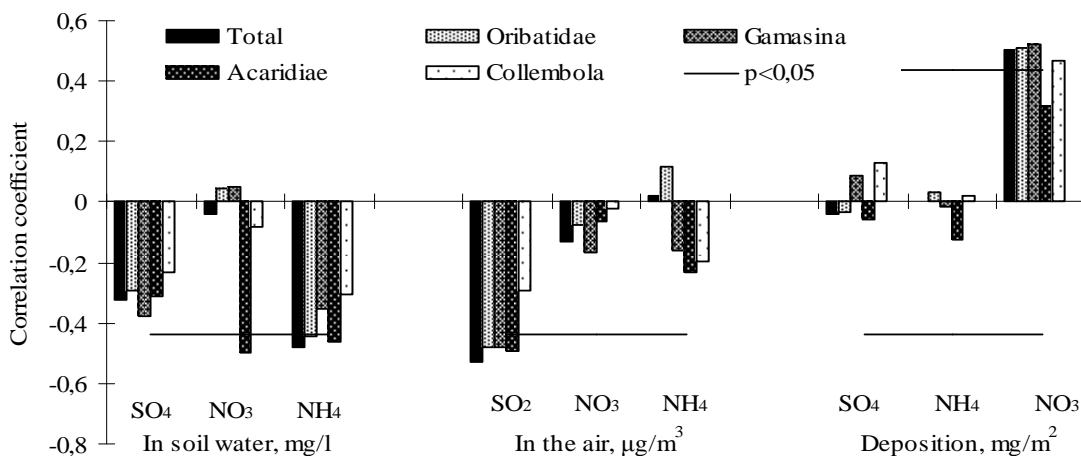 0,6
0,4
0,2
0
-0,2
-0,4
-0,6
-0,8
Correlation coefficient
Total
Oribatidae
Gamasina
Acaridiae
Collembola
p<0,05
SO₄ NO₃ NH₄
In soil water, mg/l
SO₂ NO₃ NH₄
In the air, µg/m³
SO₄ NH₄ NO₃
Deposition, mg/m²